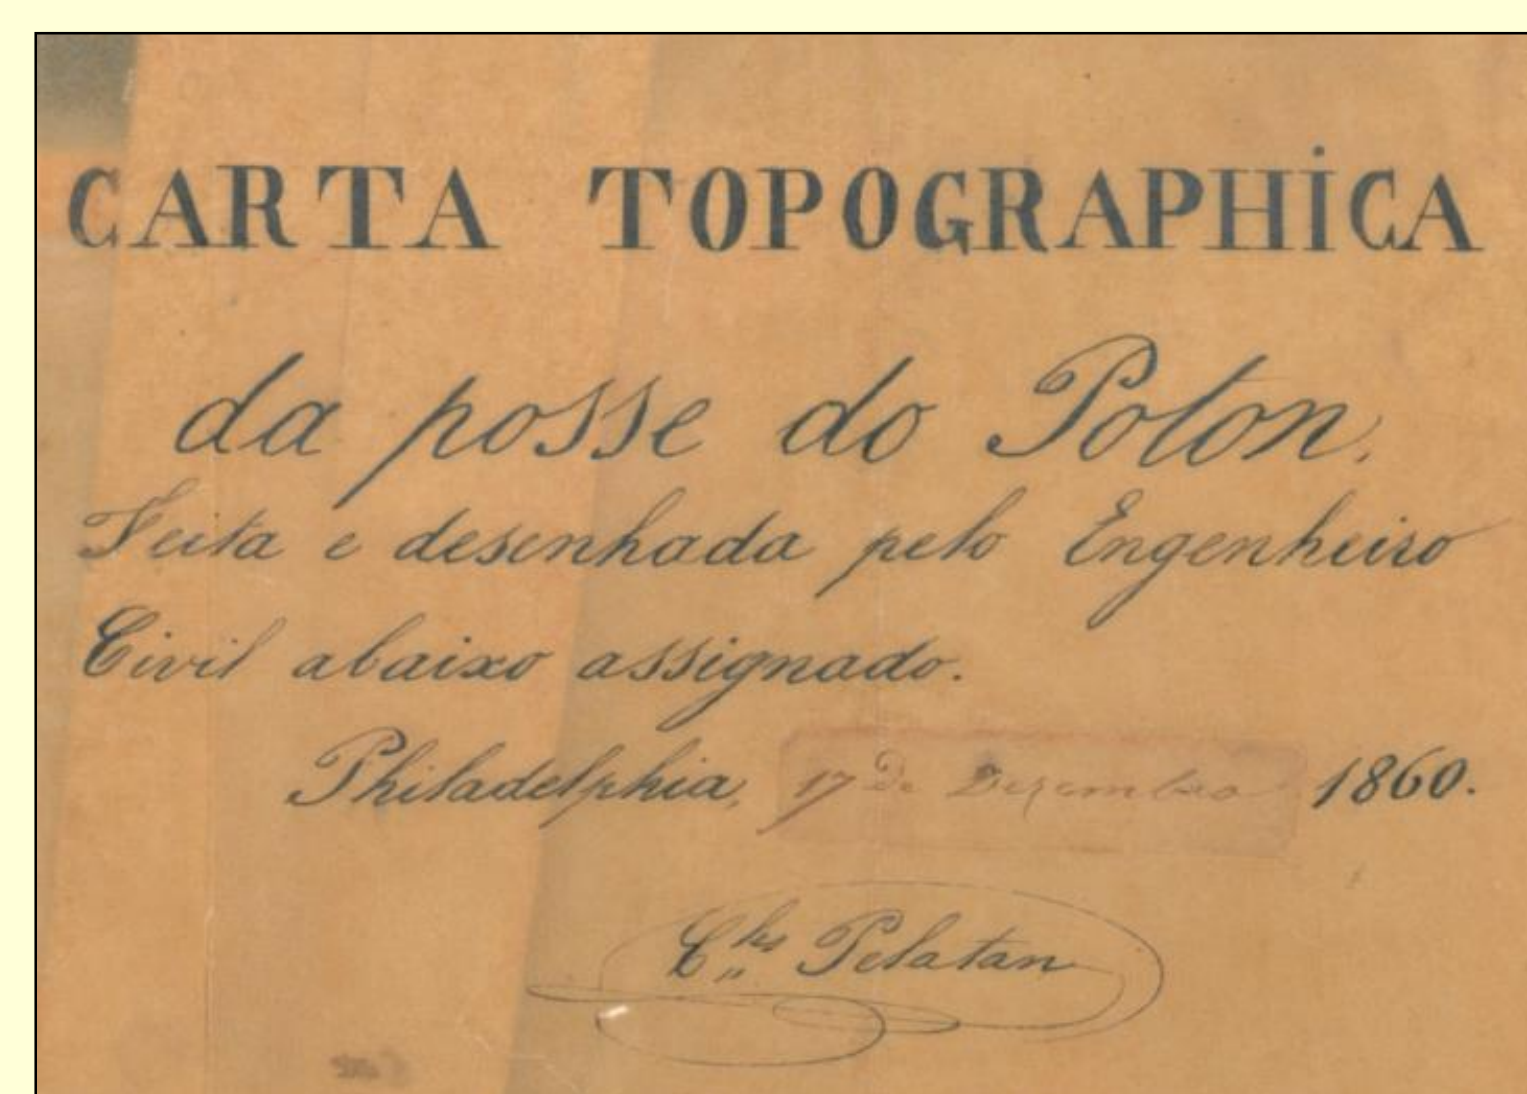 CARTA TOPOGRAPHICA
da posse do Poton.
Feita e desenhada pelo Engenheiro
Civil abaixo assignado.
Philadelphia, 17 de Dezembro 1860.
Chs Pelatan